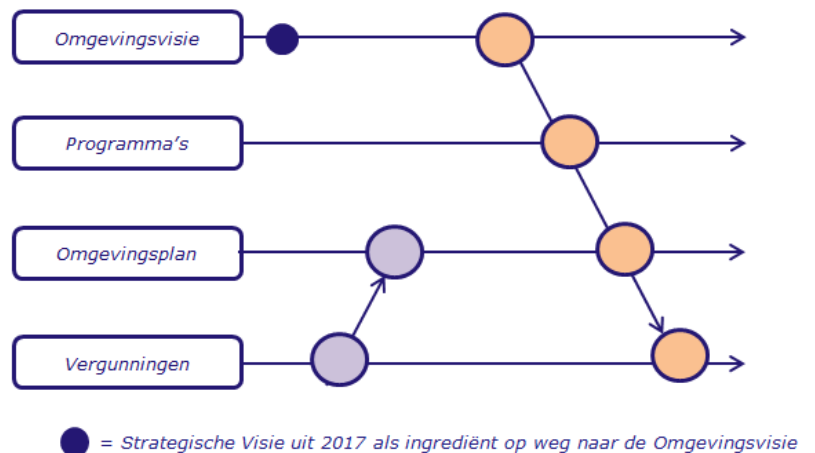 Omgevingsvisie
Programma's
Omgevingsplan
Vergunningen
= Strategische Visie uit 2017 als ingrediënt op weg naar de Omgevingsvisie